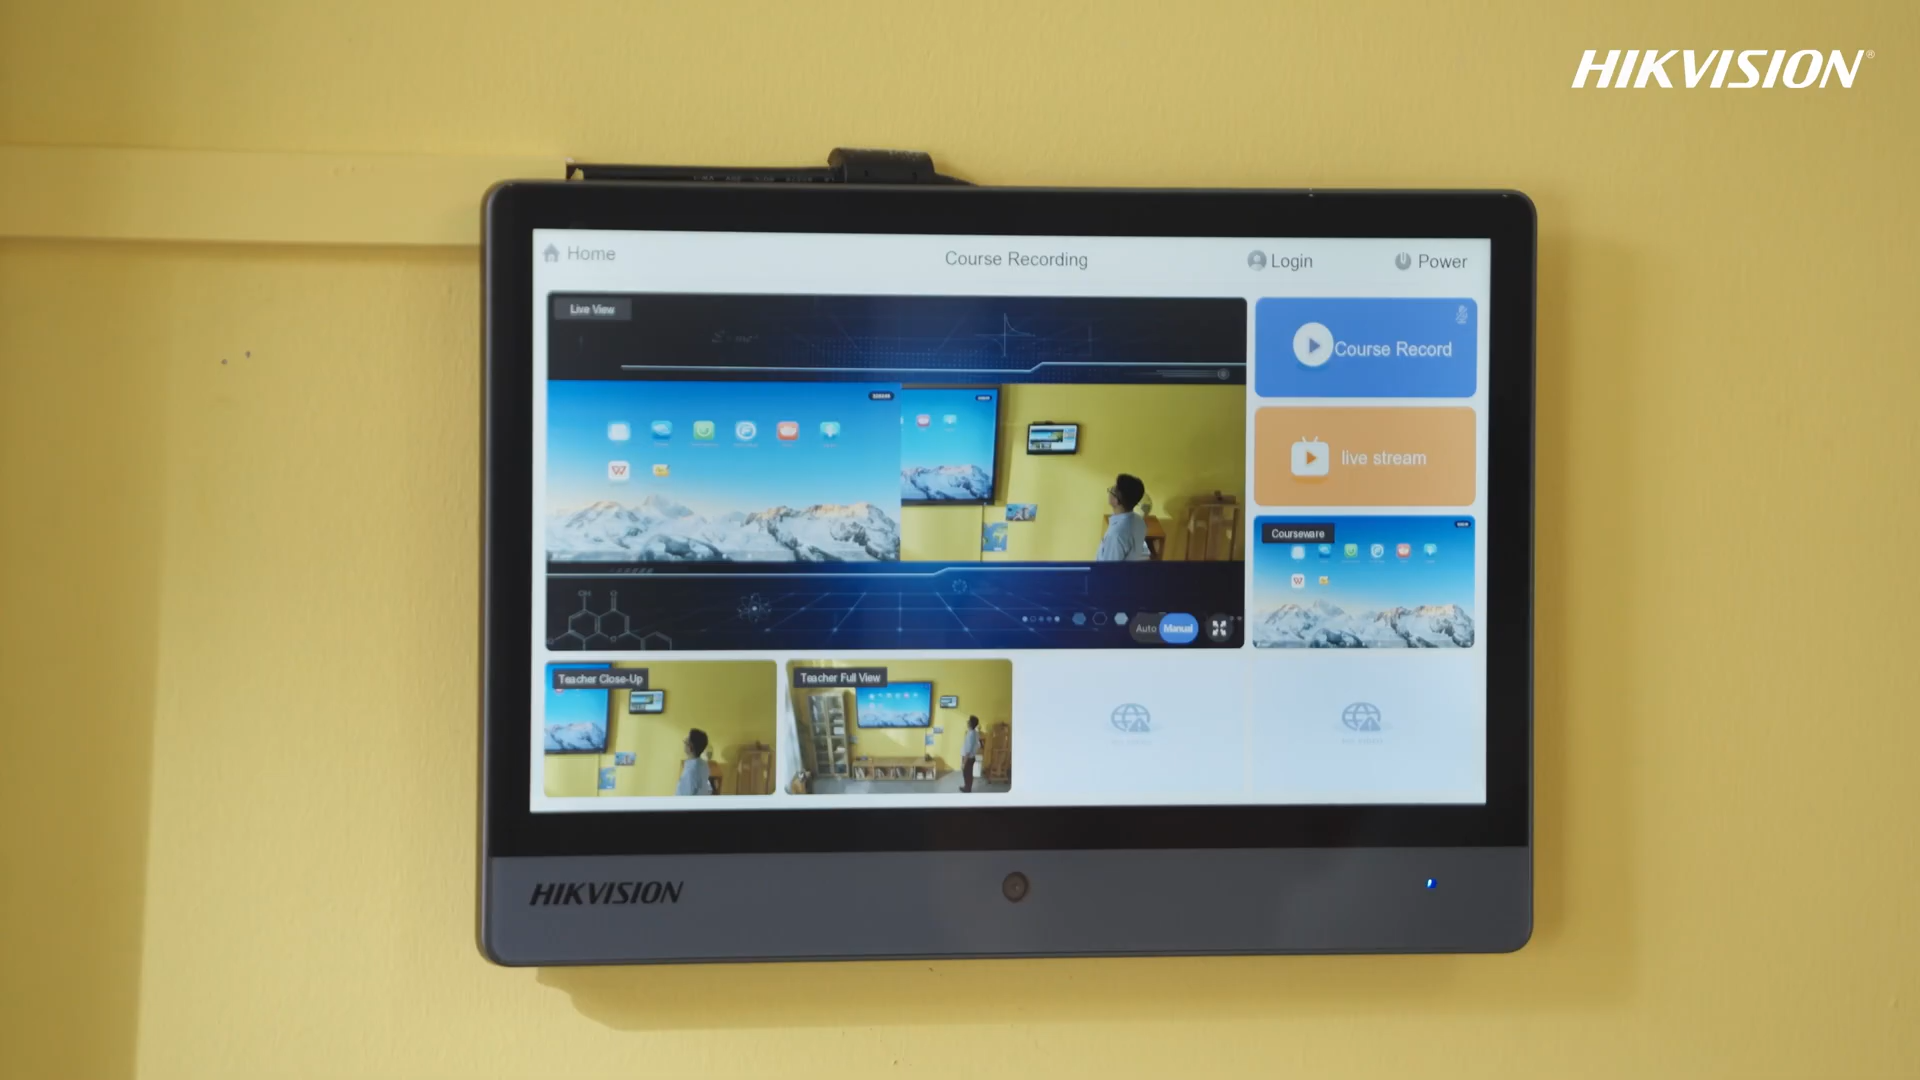 HIKVISION®
Home
Course Recording
Login
Power
Live View
Course Record
live stream
Courseware
Auto
Manual
Teacher Close-Up
Teacher Full View
HIKVISION